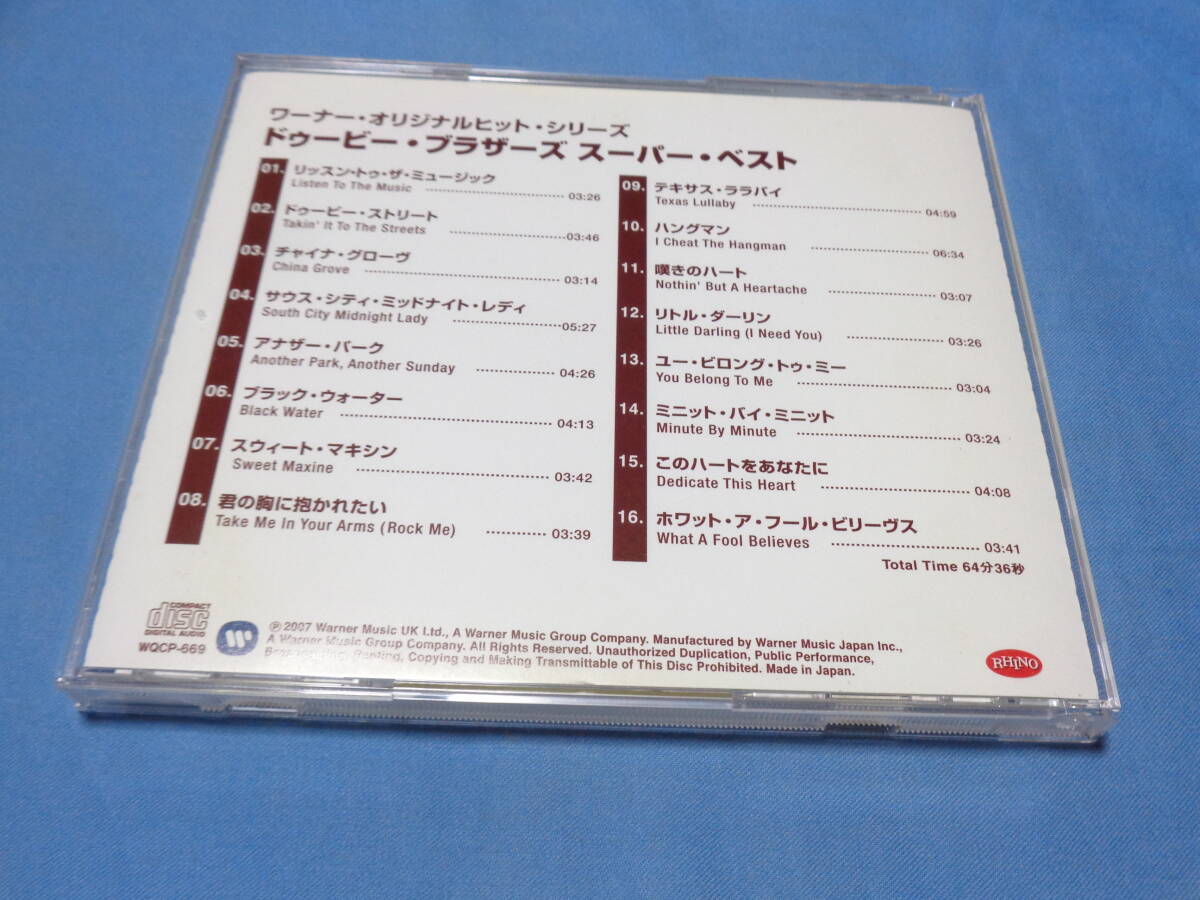 ワーナー・オリジナルヒット・シリーズ
ドゥービー・ブラザーズ スーパー・ベスト
01. リッスン・トゥ・ザ・ミュージック
Listen To The Music 03:26
02. ドゥービー・ストリート
Takin' It To The Streets 03:46
03. チャイナ・グローヴ
China Grove 03:14
04. サウス・シティ・ミッドナイト・レディ
South City Midnight Lady 05:27
05. アナザー・パーク
Another Park, Another Sunday 04:26
06. ブラック・ウォーター
Black Water 04:13
07. スウィート・マキシン
Sweet Maxine 03:42
08. 君の胸に抱かれたい
Take Me In Your Arms (Rock Me) 03:39
09. テキサス・ララバイ
Texas Lullaby 04:59
10. ハングマン
I Cheat The Hangman 06:34
11. 嘆きのハート
Nothin' But A Heartache 03:07
12. リトル・ダーリン
Little Darling (I Need You) 03:26
13. ユー・ビロング・トゥ・ミー
You Belong To Me 03:04
14. ミニット・バイ・ミニット
Minute By Minute 03:24
15. このハートをあなたに
Dedicate This Heart 04:08
16. ホワット・ア・フール・ビリーヴス
What A Fool Believes 03:41
Total Time 64分36秒
COMPACT
disc
DIGITAL AUDIO
WQCP-669
℗ 2007 Warner Music UK Ltd., A Warner Music Group Company. Manufactured by Warner Music Japan Inc.,
A Warner Music Group Company. All Rights Reserved. Unauthorized Duplication, Public Performance,
Broadcasting, Renting, Copying and Making Transmittable of This Disc Prohibited. Made in Japan.
RHINO